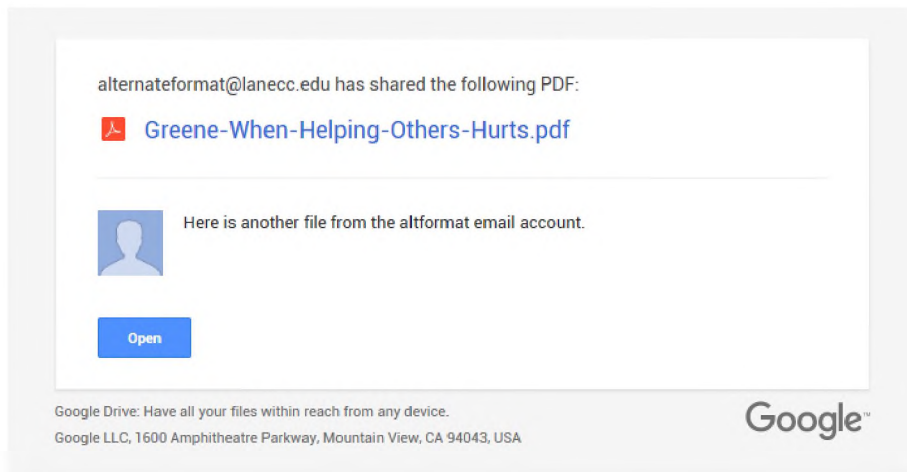 alternateformat@lanecc.edu has shared the following PDF:
Greene-When-Helping-Others-Hurts.pdf
Here is another file from the altformat email account.
Open
Google Drive: Have all your files within reach from any device.
Google LLC, 1600 Amphitheatre Parkway, Mountain View, CA 94043, USA
Google™